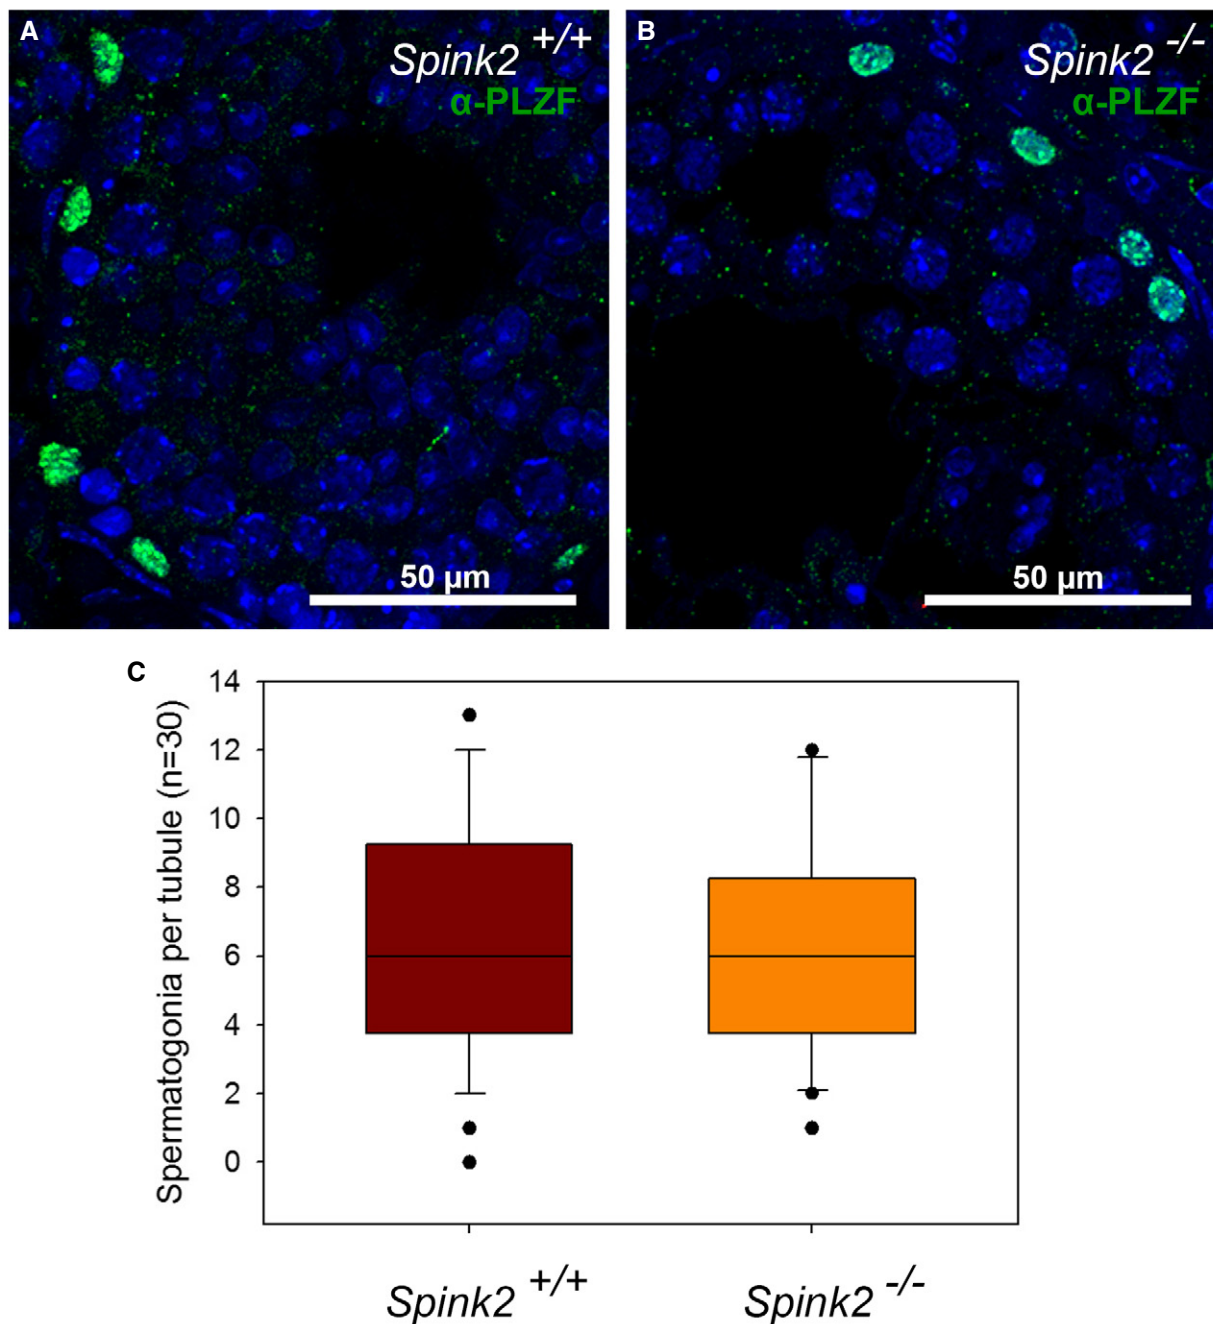 A
Spink2 +/+
α-PLZF
50 µm
B
Spink2 -/-
α-PLZF
50 µm
C
Spermatogonia per tubule (n=30)
14
12
10
8
6
4
2
0
Spink2 +/+
Spink2 -/-